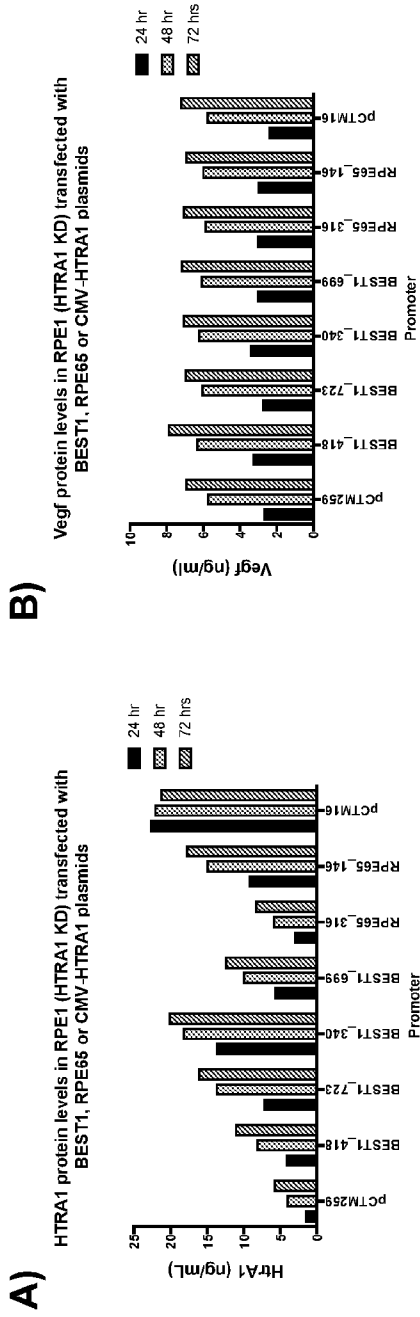 A)
HTRA1 protein levels in RPE1 (HTRA1 KD) transfected with
BEST1, RPE65 or CMV-HTRA1 plasmids
24 hr
48 hr
72 hrs
HtrA1 (ng/mL)
25
20
15
10
5
0
pCTM259
BEST1_418
BEST1_723
BEST1_340
BEST1_699
RPE65_316
RPE65_146
pCTM16
Promoter
B)
Vegf protein levels in RPE1 (HTRA1 KD) transfected with
BEST1, RPE65 or CMV-HTRA1 plasmids
24 hr
48 hr
72 hrs
Vegf (ng/ml)
10
8
6
4
2
0
pCTM259
BEST1_418
BEST1_723
BEST1_340
BEST1_699
RPE65_316
RPE65_146
pCTM16
Promoter